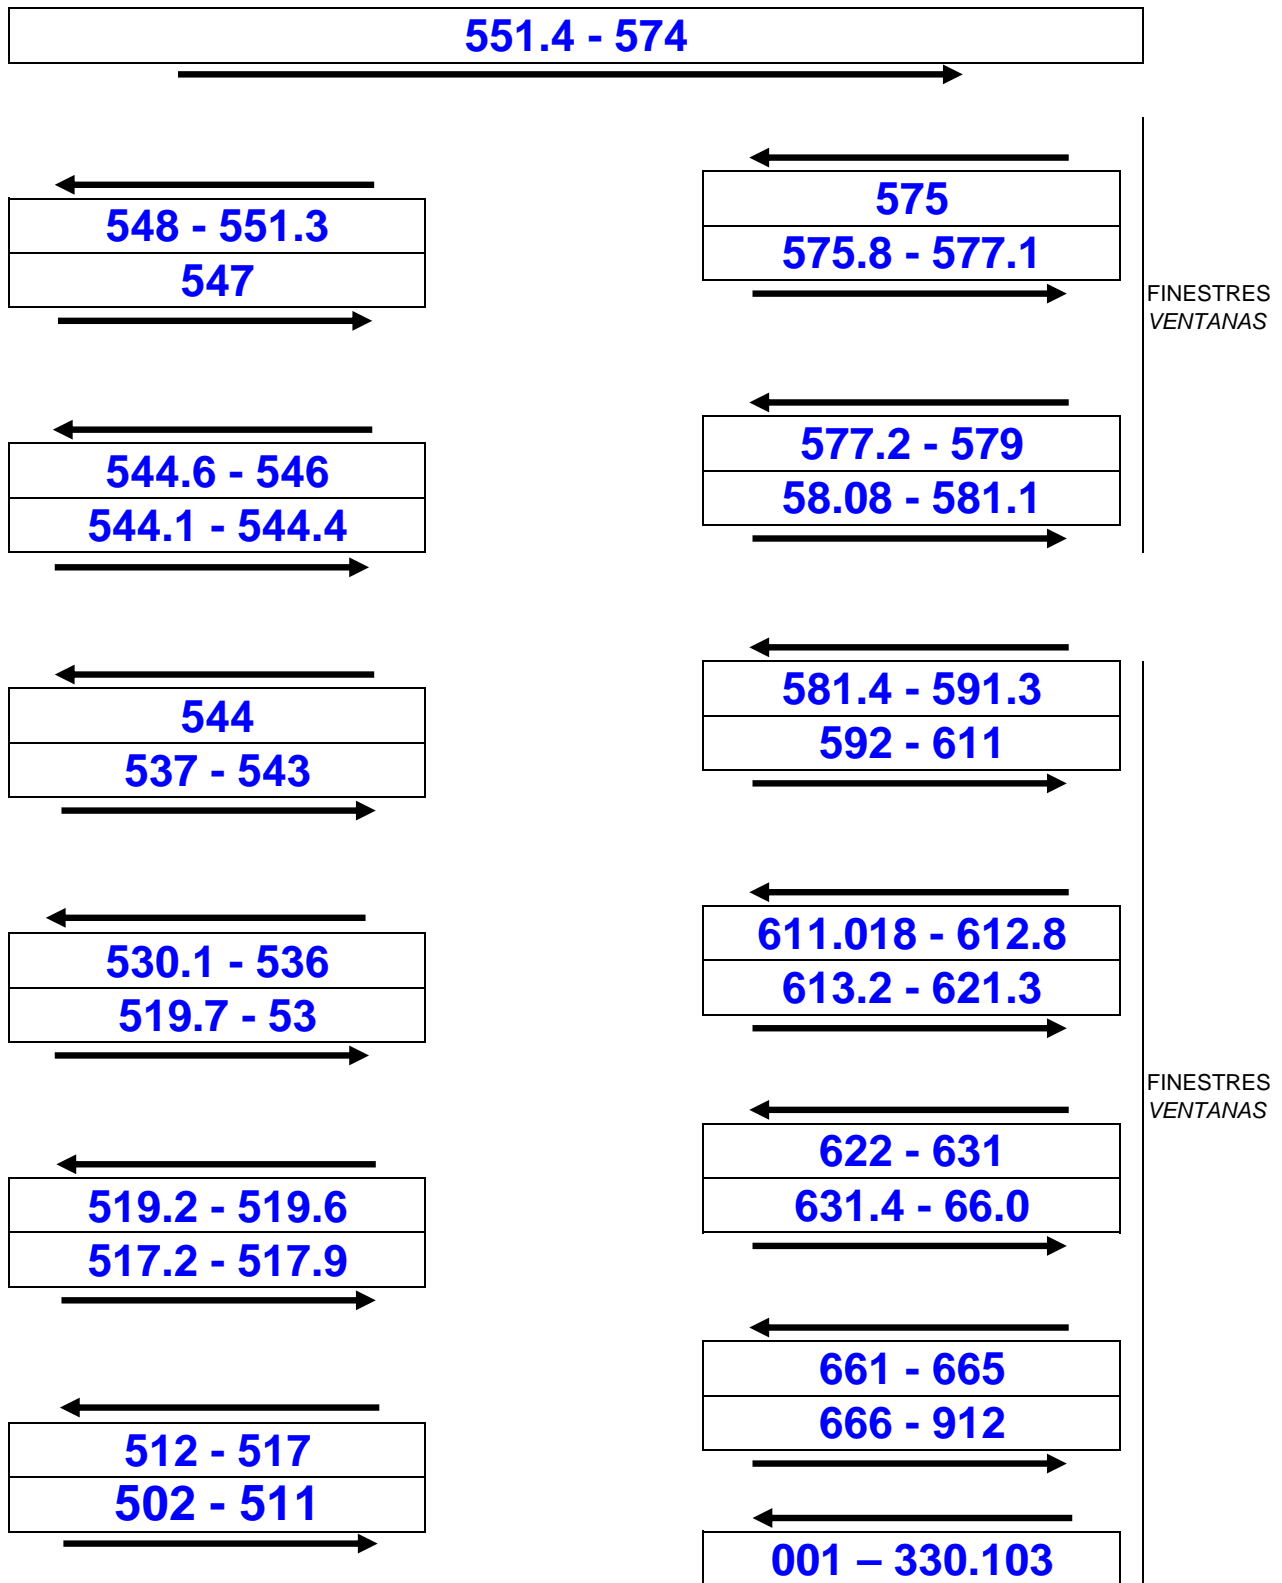 551.4 - 574
548 - 551.3
547
544.6 - 546
544.1 - 544.4
544
537 - 543
530.1 - 536
519.7 - 53
519.2 - 519.6
517.2 - 517.9
512 - 517
502 - 511
575
575.8 - 577.1
577.2 - 579
58.08 - 581.1
581.4 - 591.3
592 - 611
611.018 - 612.8
613.2 - 621.3
622 - 631
631.4 - 66.0
661 - 665
666 - 912
001 – 330.103
FINESTRES
VENTANAS
FINESTRES
VENTANAS